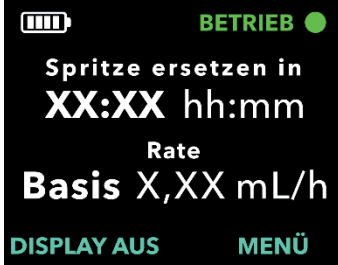 BETRIEB
Spritze ersetzen in
XX:XX hh:mm
Rate
Basis X,XX mL/h
DISPLAY AUS MENÜ